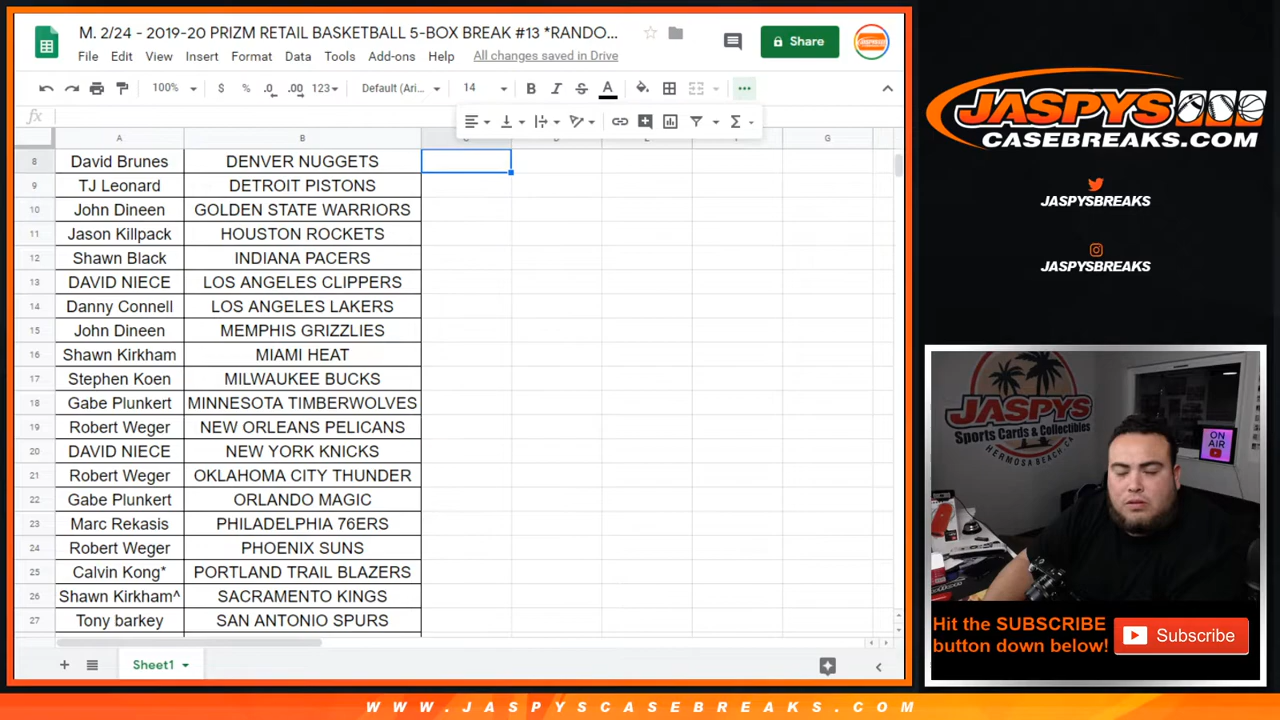 M. 2/24 - 2019-20 PRIZM RETAIL BASKETBALL 5-BOX BREAK #13 *RANDO...
Share
File Edit View Insert Format Data Tools Add-ons Help All changes saved in Drive
100% $ % .0 .00 123 Default (Ari... 14 B I S A
fx
A B C D E F G
8 David Brunes DENVER NUGGETS
9 TJ Leonard DETROIT PISTONS
10 John Dineen GOLDEN STATE WARRIORS
11 Jason Killpack HOUSTON ROCKETS
12 Shawn Black INDIANA PACERS
13 DAVID NIECE LOS ANGELES CLIPPERS
14 Danny Connell LOS ANGELES LAKERS
15 John Dineen MEMPHIS GRIZZLIES
16 Shawn Kirkham MIAMI HEAT
17 Stephen Koen MILWAUKEE BUCKS
18 Gabe Plunkert MINNESOTA TIMBERWOLVES
19 Robert Weger NEW ORLEANS PELICANS
20 DAVID NIECE NEW YORK KNICKS
21 Robert Weger OKLAHOMA CITY THUNDER
22 Gabe Plunkert ORLANDO MAGIC
23 Marc Rekasis PHILADELPHIA 76ERS
24 Robert Weger PHOENIX SUNS
25 Calvin Kong* PORTLAND TRAIL BLAZERS
26 Shawn Kirkham^ SACRAMENTO KINGS
27 Tony barkey SAN ANTONIO SPURS
Sheet1
JASPYS
CASEBREAKS.COM
JASPYSBREAKS
JASPYSBREAKS
JASPYS
Sports Cards & Collectibles
HERMOSA BEACH CA
ON AIR
Hit the SUBSCRIBE
button down below!
Subscribe
WWW.JASPYSCASEBREAKS.COM